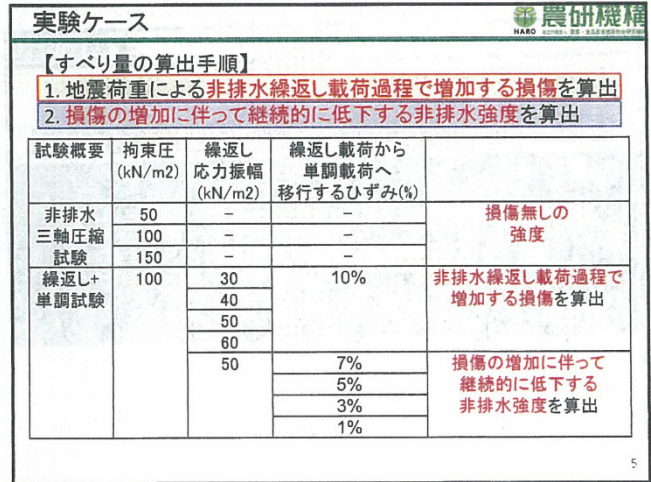 実験ケース
農研機構
NARO
【すべり量の算出手順】
1. 地震荷重による非排水繰返し載荷過程で増加する損傷を算出
2. 損傷の増加に伴って継続的に低下する非排水強度を算出
試験概要 拘束圧 (kN/m2) 繰返し 応力振幅 (kN/m2) 繰返し載荷から 単調載荷へ 移行するひずみ(%)
非排水 三軸圧縮 試験 50 - - 損傷無しの 強度
100 - -
150 - -
繰返し+ 単調試験 100 30 10% 非排水繰返し載荷過程で 増加する損傷を算出
40
50
60
50 7% 損傷の増加に伴って 継続的に低下する 非排水強度を算出
5%
3%
1%
5